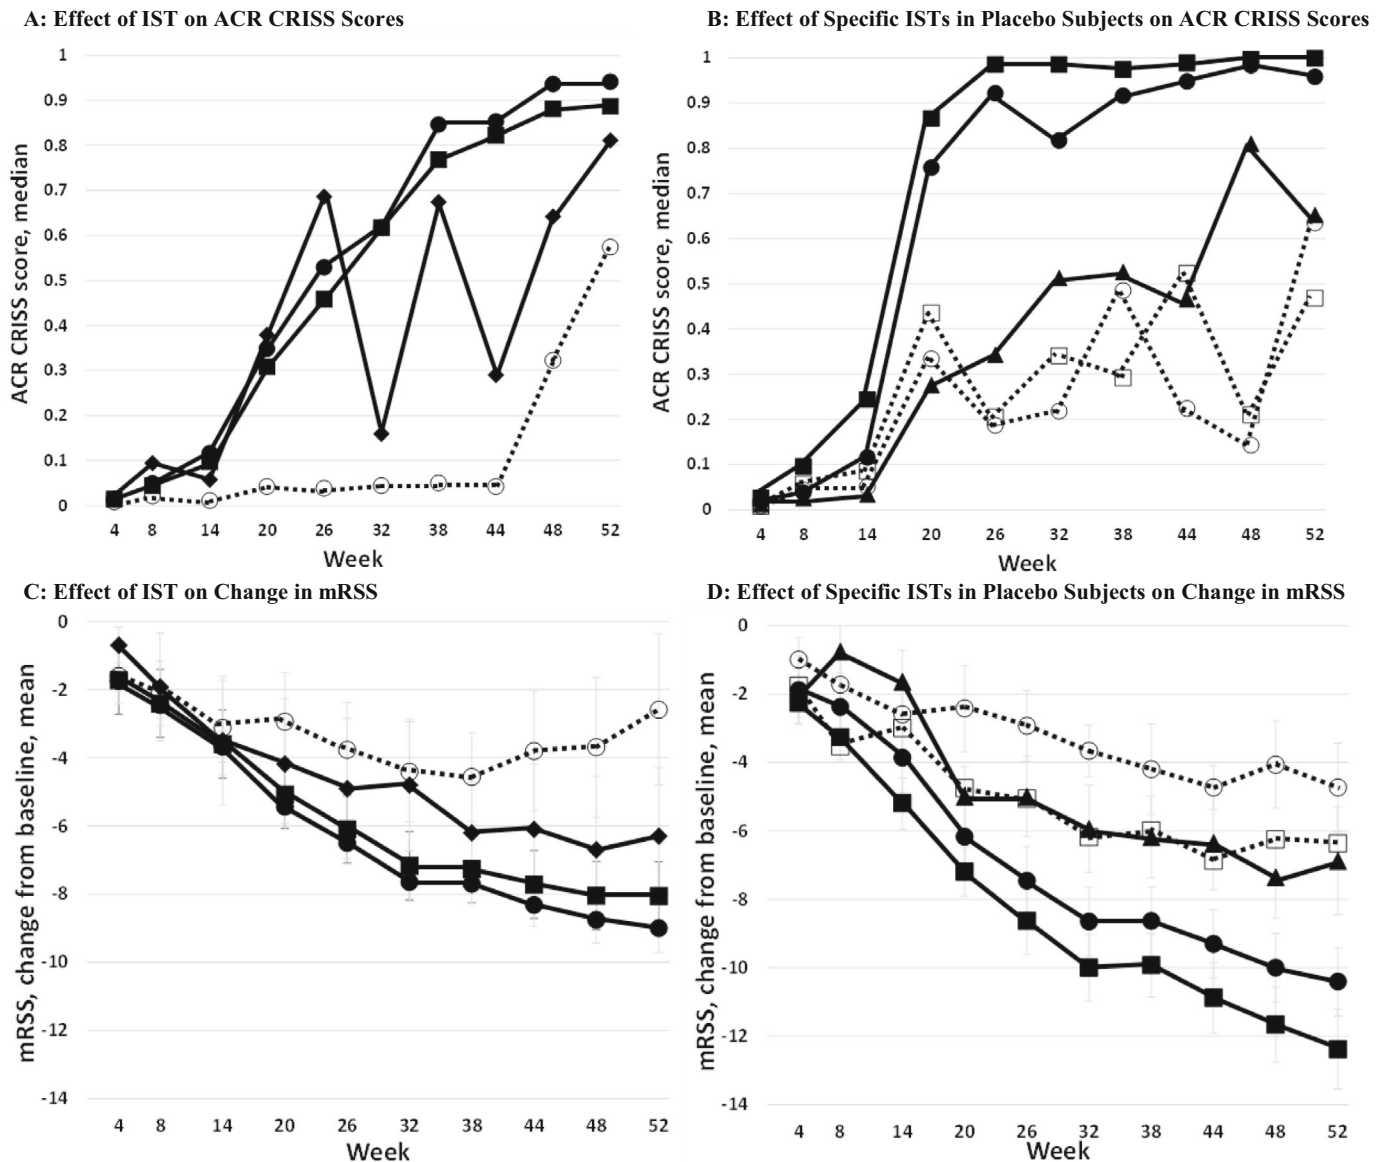 A: Effect of IST on ACR CRISS Scores
1
0.9
0.8
0.7
0.6
0.5
0.4
0.3
0.2
0.1
0
ACR CRISS score, median
4 8 14 20 26 32 38 44 48 52
Week
B: Effect of Specific ISTs in Placebo Subjects on ACR CRISS Scores
1
0.9
0.8
0.7
0.6
0.5
0.4
0.3
0.2
0.1
0
ACR CRISS score, median
4 8 14 20 26 32 38 44 48 52
Week
C: Effect of IST on Change in mRSS
0
-2
-4
-6
-8
-10
-12
-14
mRSS, change from baseline, mean
4 8 14 20 26 32 38 44 48 52
Week
D: Effect of Specific ISTs in Placebo Subjects on Change in mRSS
0
-2
-4
-6
-8
-10
-12
-14
mRSS, change from baseline, mean
4 8 14 20 26 32 38 44 48 52
Week